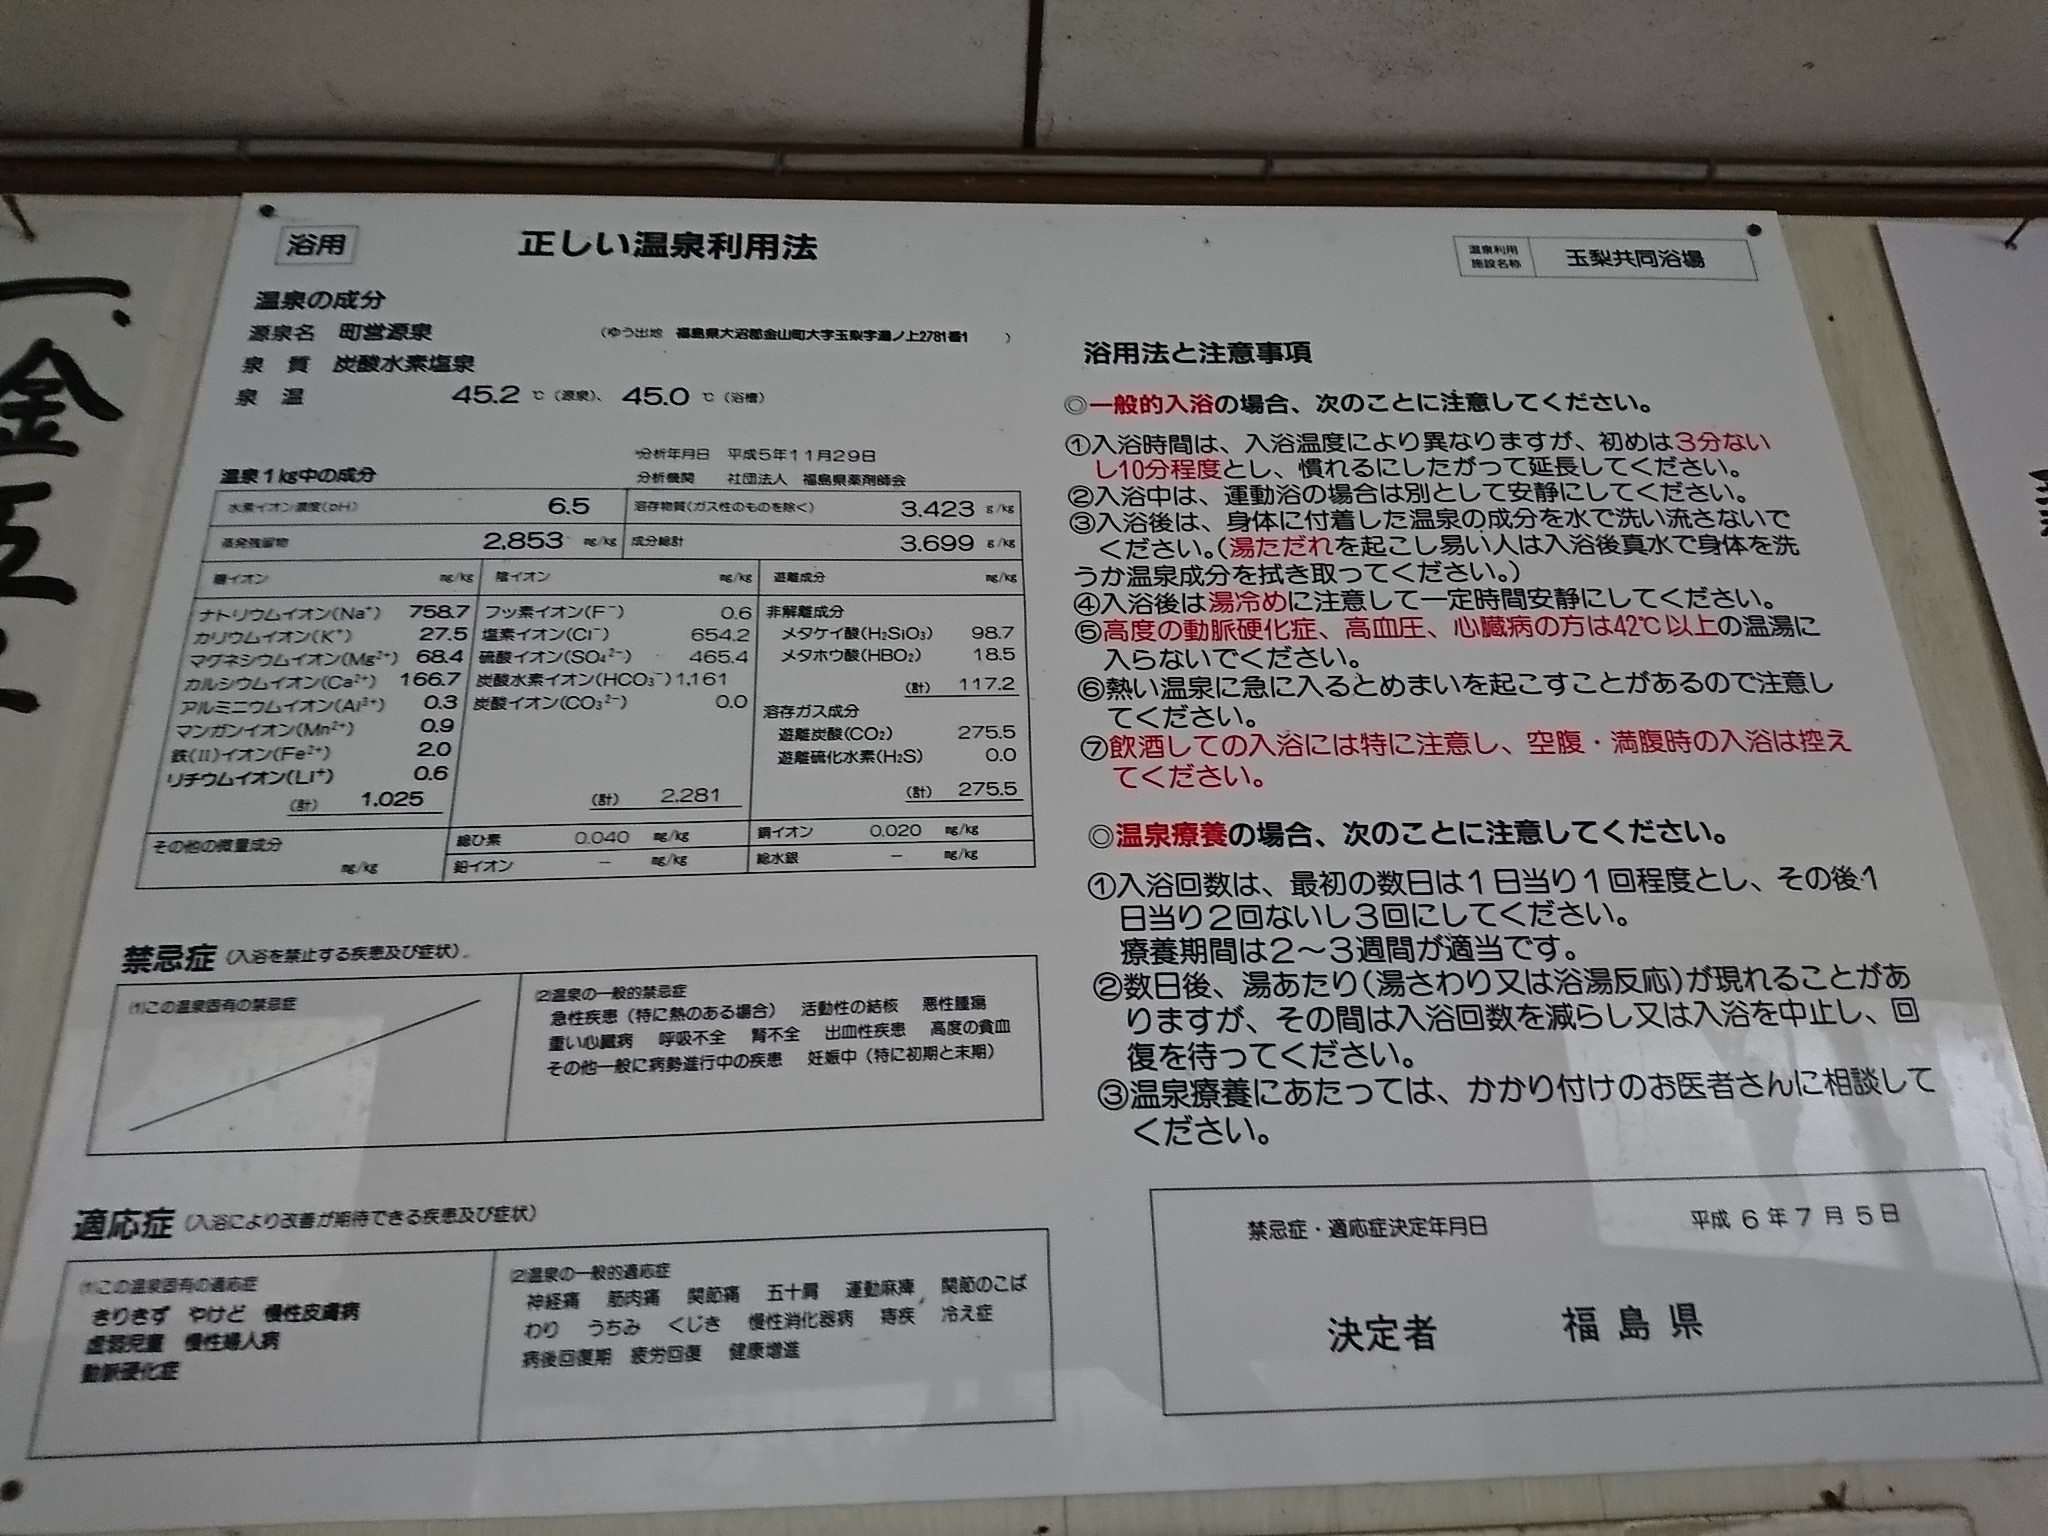 浴用
正しい温泉利用法
温泉利用施設名称 玉梨共同浴場
温泉の成分
源泉名 町営源泉 (ゆう出地 福島県大沼郡金山町大字玉梨字湯ノ上2781番1 )
泉質 炭酸水素塩泉
泉温 45.2 ℃(源泉)、 45.0 ℃(浴槽)
分析年月日 平成5年11月29日
温泉1kg中の成分 分析機関 社団法人 福島県薬剤師会
水素イオン濃度(pH) 6.5 溶存物質(ガス性のものを除く) 3.423 g/kg
蒸発残留物 2,853 mg/kg 成分総計 3.699 g/kg
陽イオン mg/kg 陰イオン mg/kg 遊離成分 mg/kg
ナトリウムイオン(Na⁺) 758.7 フッ素イオン(F⁻) 0.6 非解離成分
カリウムイオン(K⁺) 27.5 塩素イオン(Cl⁻) 654.2 メタケイ酸(H₂SiO₃) 98.7
マグネシウムイオン(Mg²⁺) 68.4 硫酸イオン(SO₄²⁻) 465.4 メタホウ酸(HBO₂) 18.5
カルシウムイオン(Ca²⁺) 166.7 炭酸水素イオン(HCO₃⁻) 1,161 (計) 117.2
アルミニウムイオン(Al³⁺) 0.3 炭酸イオン(CO₃²⁻) 0.0 溶存ガス成分
マンガンイオン(Mn²⁺) 0.9 遊離炭酸(CO₂) 275.5
鉄(Ⅱ)イオン(Fe²⁺) 2.0 遊離硫化水素(H₂S) 0.0
リチウムイオン(Li⁺) 0.6
(計) 1.025 (計) 2,281 (計) 275.5
その他の微量成分 mg/kg 総ひ素 0.040 mg/kg 銅イオン 0.020 mg/kg
鉛イオン − mg/kg 総水銀 − mg/kg
禁忌症(入浴を禁止する疾患及び症状)。
(1)この温泉固有の禁忌症
(2)温泉の一般的禁忌症
急性疾患(特に熱のある場合) 活動性の結核 悪性腫瘍
重い心臓病 呼吸不全 腎不全 出血性疾患 高度の貧血
その他一般に病勢進行中の疾患 妊娠中(特に初期と末期)
適応症(入浴により改善が期待できる疾患及び症状)
(1)この温泉固有の適応症
きりきず やけど 慢性皮膚病
虚弱児童 慢性婦人病
動脈硬化症
(2)温泉の一般的適応症
神経痛 筋肉痛 関節痛 五十肩 運動麻痺 関節のこば
わり うちみ くじき 慢性消化器病 痔疾 冷え症
病後回復期 疲労回復 健康増進
浴用法と注意事項
◎一般的入浴の場合、次のことに注意してください。
①入浴時間は、入浴温度により異なりますが、初めは3分ない
し10分程度とし、慣れるにしたがって延長してください。
②入浴中は、運動浴の場合は別として安静にしてください。
③入浴後は、身体に付着した温泉の成分を水で洗い流さないで
ください。(湯ただれを起こし易い人は入浴後真水で身体を洗
うか温泉成分を拭き取ってください。)
④入浴後は湯冷めに注意して一定時間安静にしてください。
⑤高度の動脈硬化症、高血圧、心臓病の方は42℃以上の温湯に
入らないでください。
⑥熱い温泉に急に入るとめまいを起こすことがあるので注意し
てください。
⑦飲酒しての入浴には特に注意し、空腹・満腹時の入浴は控え
てください。
◎温泉療養の場合、次のことに注意してください。
①入浴回数は、最初の数日は1日当り1回程度とし、その後1
日当り2回ないし3回にしてください。
療養期間は2〜3週間が適当です。
②数日後、湯あたり(湯さわり又は浴湯反応)が現れることがあ
りますが、その間は入浴回数を減らし又は入浴を中止し、回
復を待ってください。
③温泉療養にあたっては、かかり付けのお医者さんに相談して
ください。
禁忌症・適応症決定年月日 平成6年7月5日
決定者 福島県
一、金五